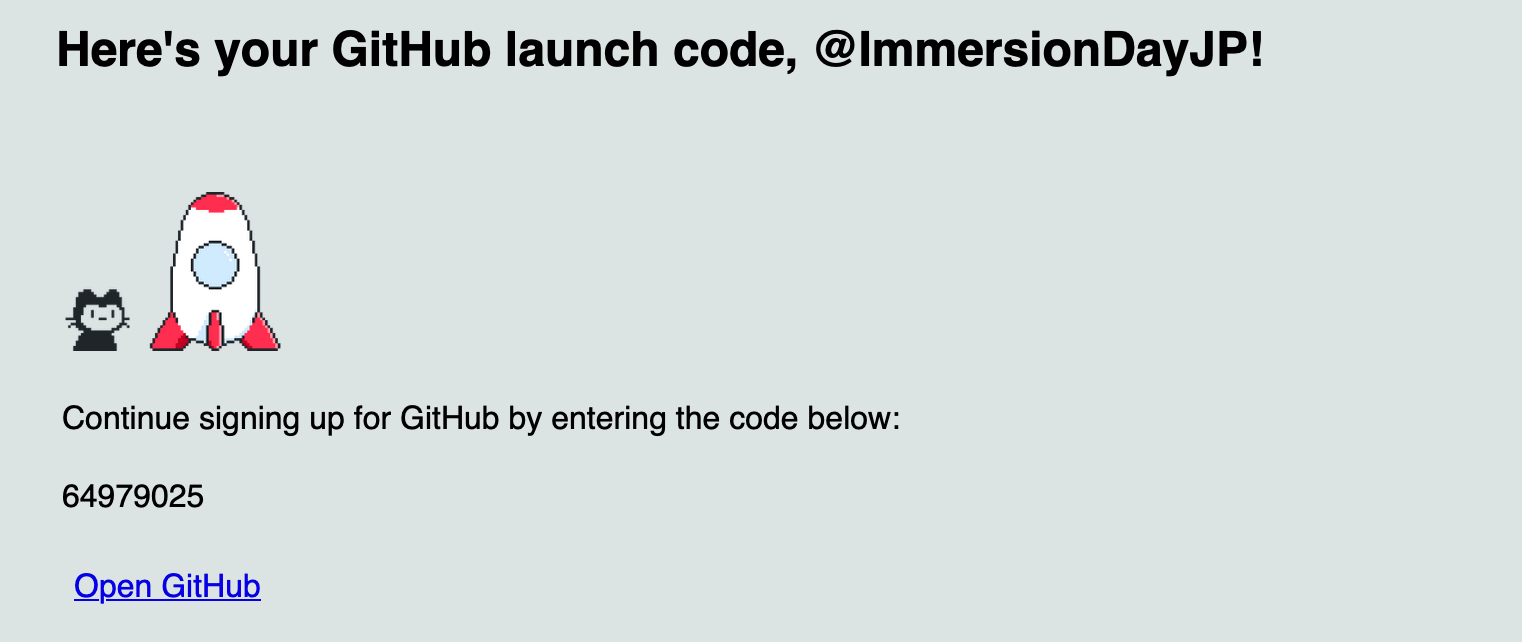 Here's your GitHub launch code, @ImmersionDayJP!
Continue signing up for GitHub by entering the code below:
64979025
Open GitHub